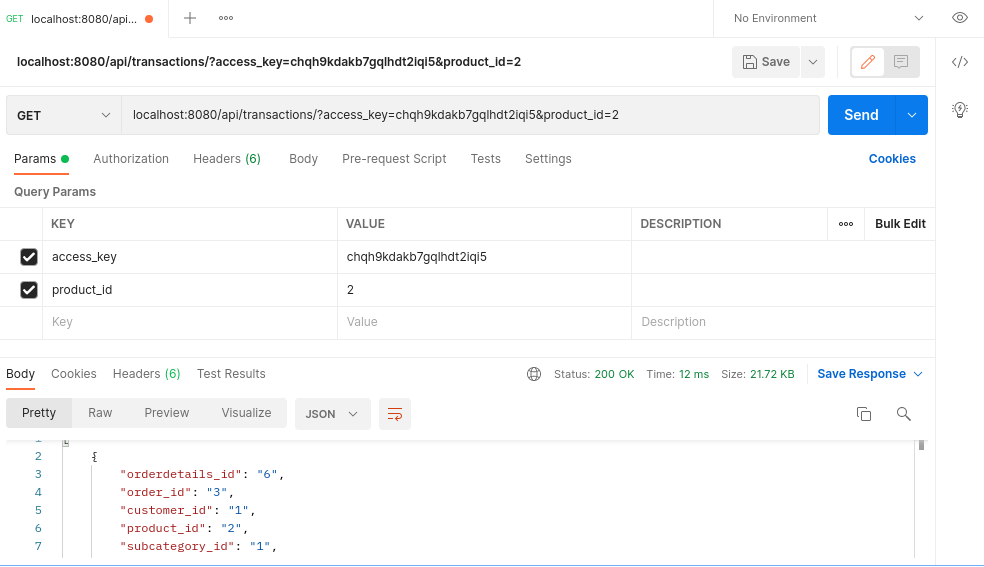 GET localhost:8080/api...
No Environment
localhost:8080/api/transactions/?access_key=chqh9kdakb7gqlhdt2iqi5&product_id=2
Save
GET
localhost:8080/api/transactions/?access_key=chqh9kdakb7gqlhdt2iqi5&product_id=2
Send
Params Authorization Headers (6) Body Pre-request Script Tests Settings Cookies
Query Params
KEY VALUE DESCRIPTION Bulk Edit
access_key chqh9kdakb7gqlhdt2iqi5
product_id 2
Key Value Description
Body Cookies Headers (6) Test Results Status: 200 OK Time: 12 ms Size: 21.72 KB Save Response
Pretty Raw Preview Visualize JSON
1 [
2 {
3 "orderdetails_id": "6",
4 "order_id": "3",
5 "customer_id": "1",
6 "product_id": "2",
7 "subcategory_id": "1",